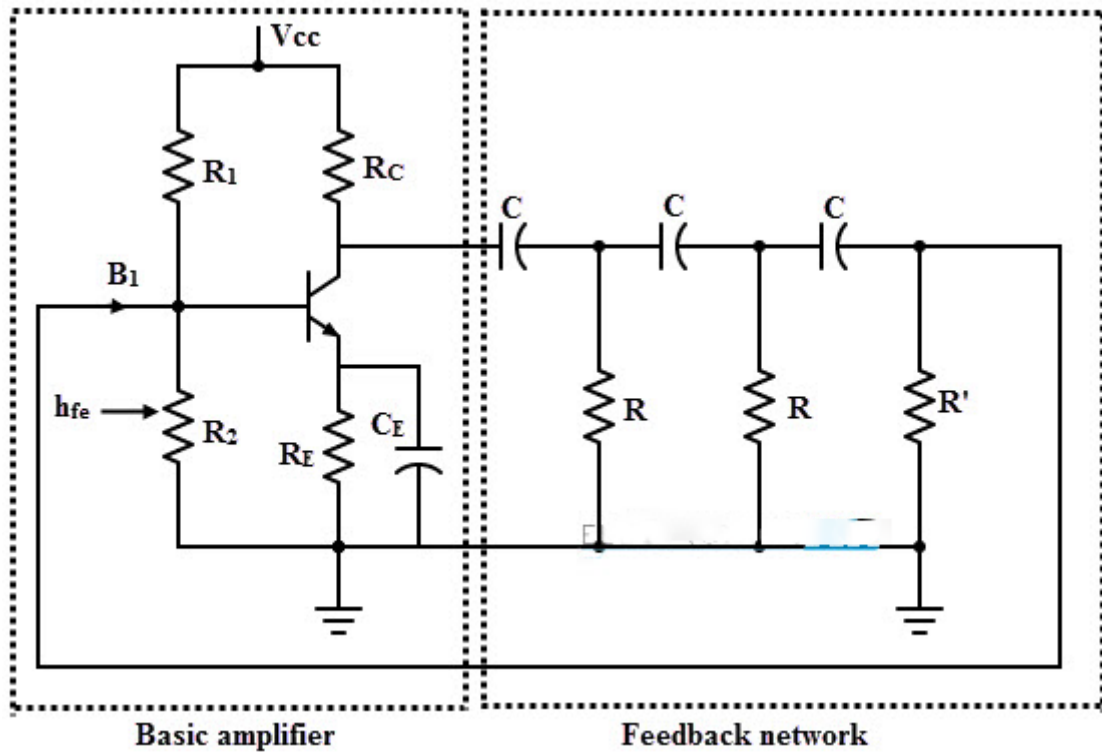 Vcc
R1
RC
C
C
C
B1
hfe
R2
RE
CE
R
R
R'
Basic amplifier
Feedback network